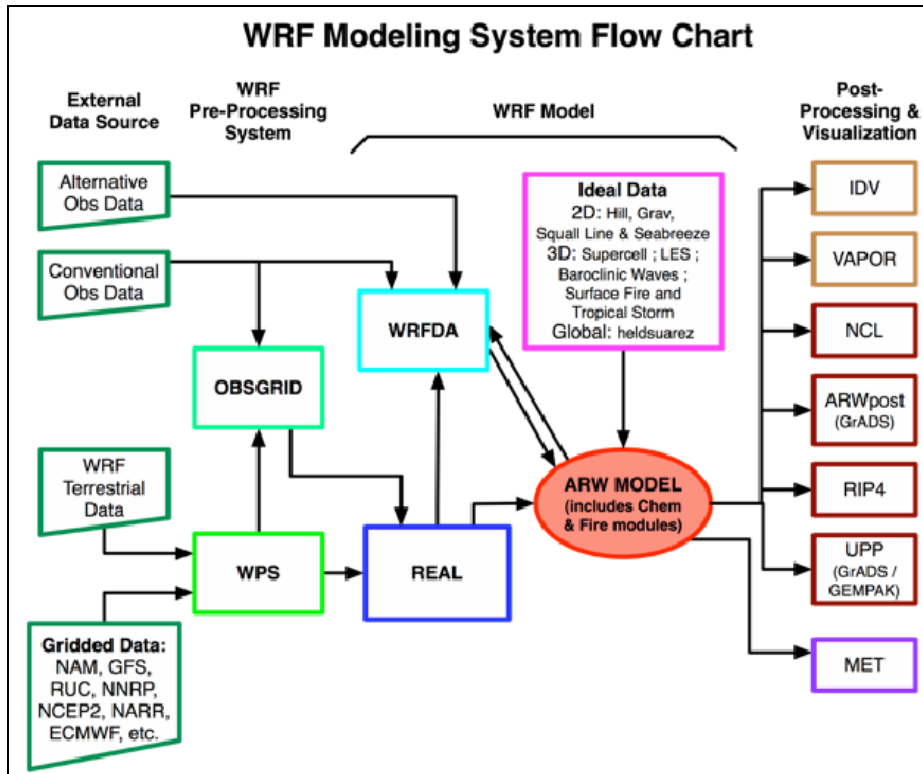 WRF Modeling System Flow Chart
External
Data Source
WRF
Pre-Processing
System
WRF Model
Post-
Processing &
Visualization
Alternative
Obs Data
Conventional
Obs Data
WRF
Terrestrial
Data
Gridded Data:
NAM, GFS,
RUC, NNRP,
NCEP2, NARR,
ECMWF, etc.
OBSGRID
WPS
WRFDA
REAL
Ideal Data
2D: Hill, Grav,
Squall Line & Seabreeze
3D: Supercell ; LES ;
Baroclinic Waves ;
Surface Fire and
Tropical Storm
Global: heldsuarez
ARW MODEL
(includes Chem
& Fire modules)
IDV
VAPOR
NCL
ARWpost
(GrADS)
RIP4
UPP
(GrADS /
GEMPAK)
MET